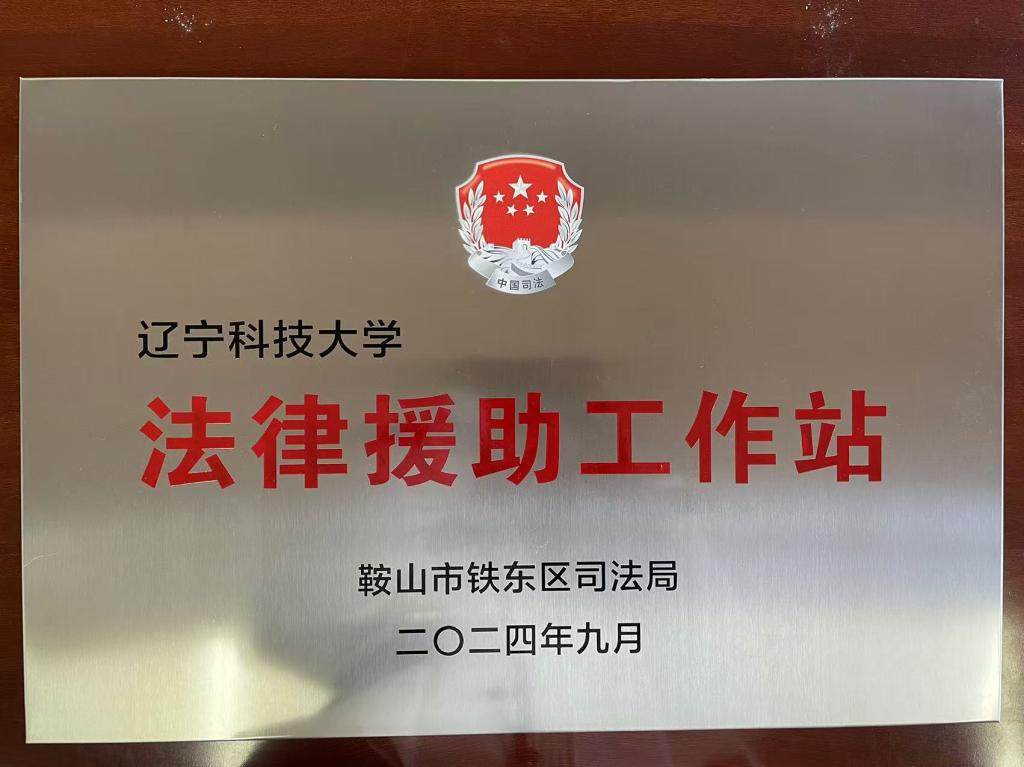 中国司法
辽宁科技大学
法律援助工作站
鞍山市铁东区司法局
二〇二四年九月